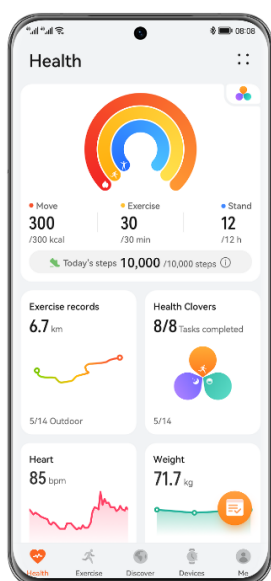 08:08
Health
Move
Exercise
Stand
300
30
12
/300 kcal
/30 min
/12 h
Today's steps 10,000 /10,000 steps
Exercise records
Health Clovers
6.7 km
8/8 Tasks completed
5/14 Outdoor
5/14
Heart
Weight
85 bpm
71.7 kg
Health
Exercise
Discover
Devices
Me